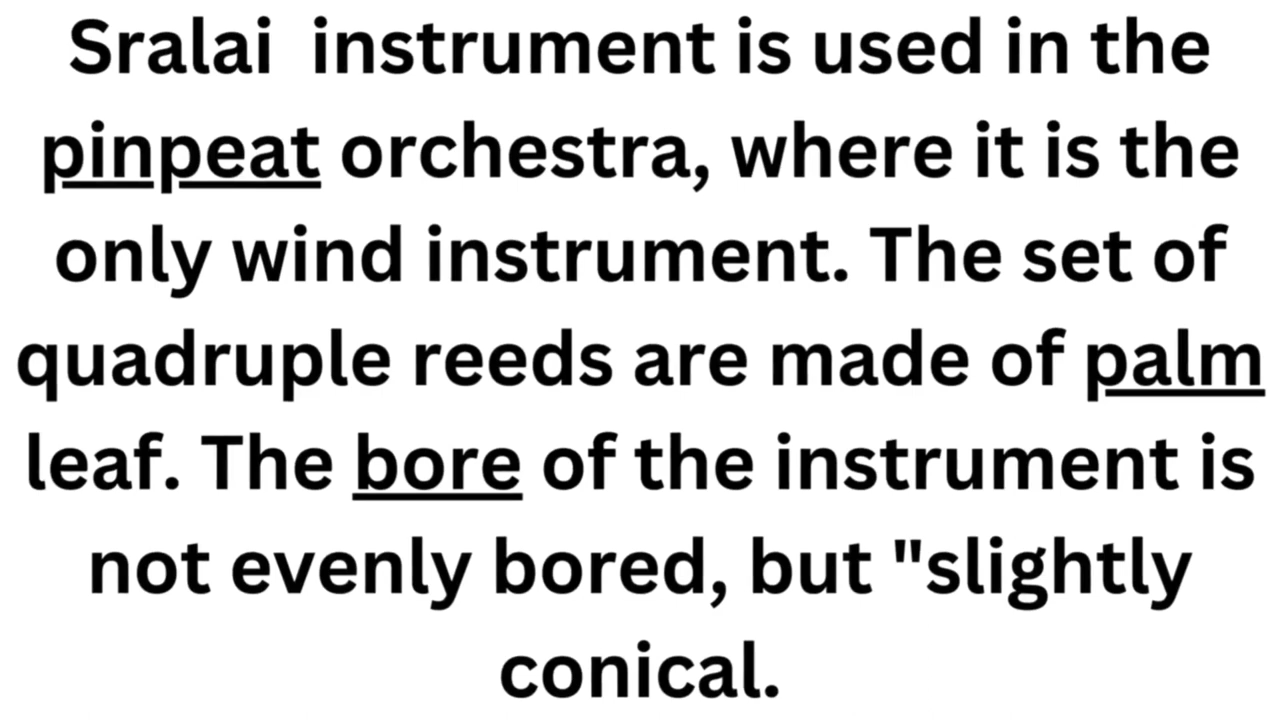 Sralai  instrument is used in the
pinpeat orchestra, where it is the
only wind instrument. The set of
quadruple reeds are made of palm
leaf. The bore of the instrument is
not evenly bored, but "slightly
conical.